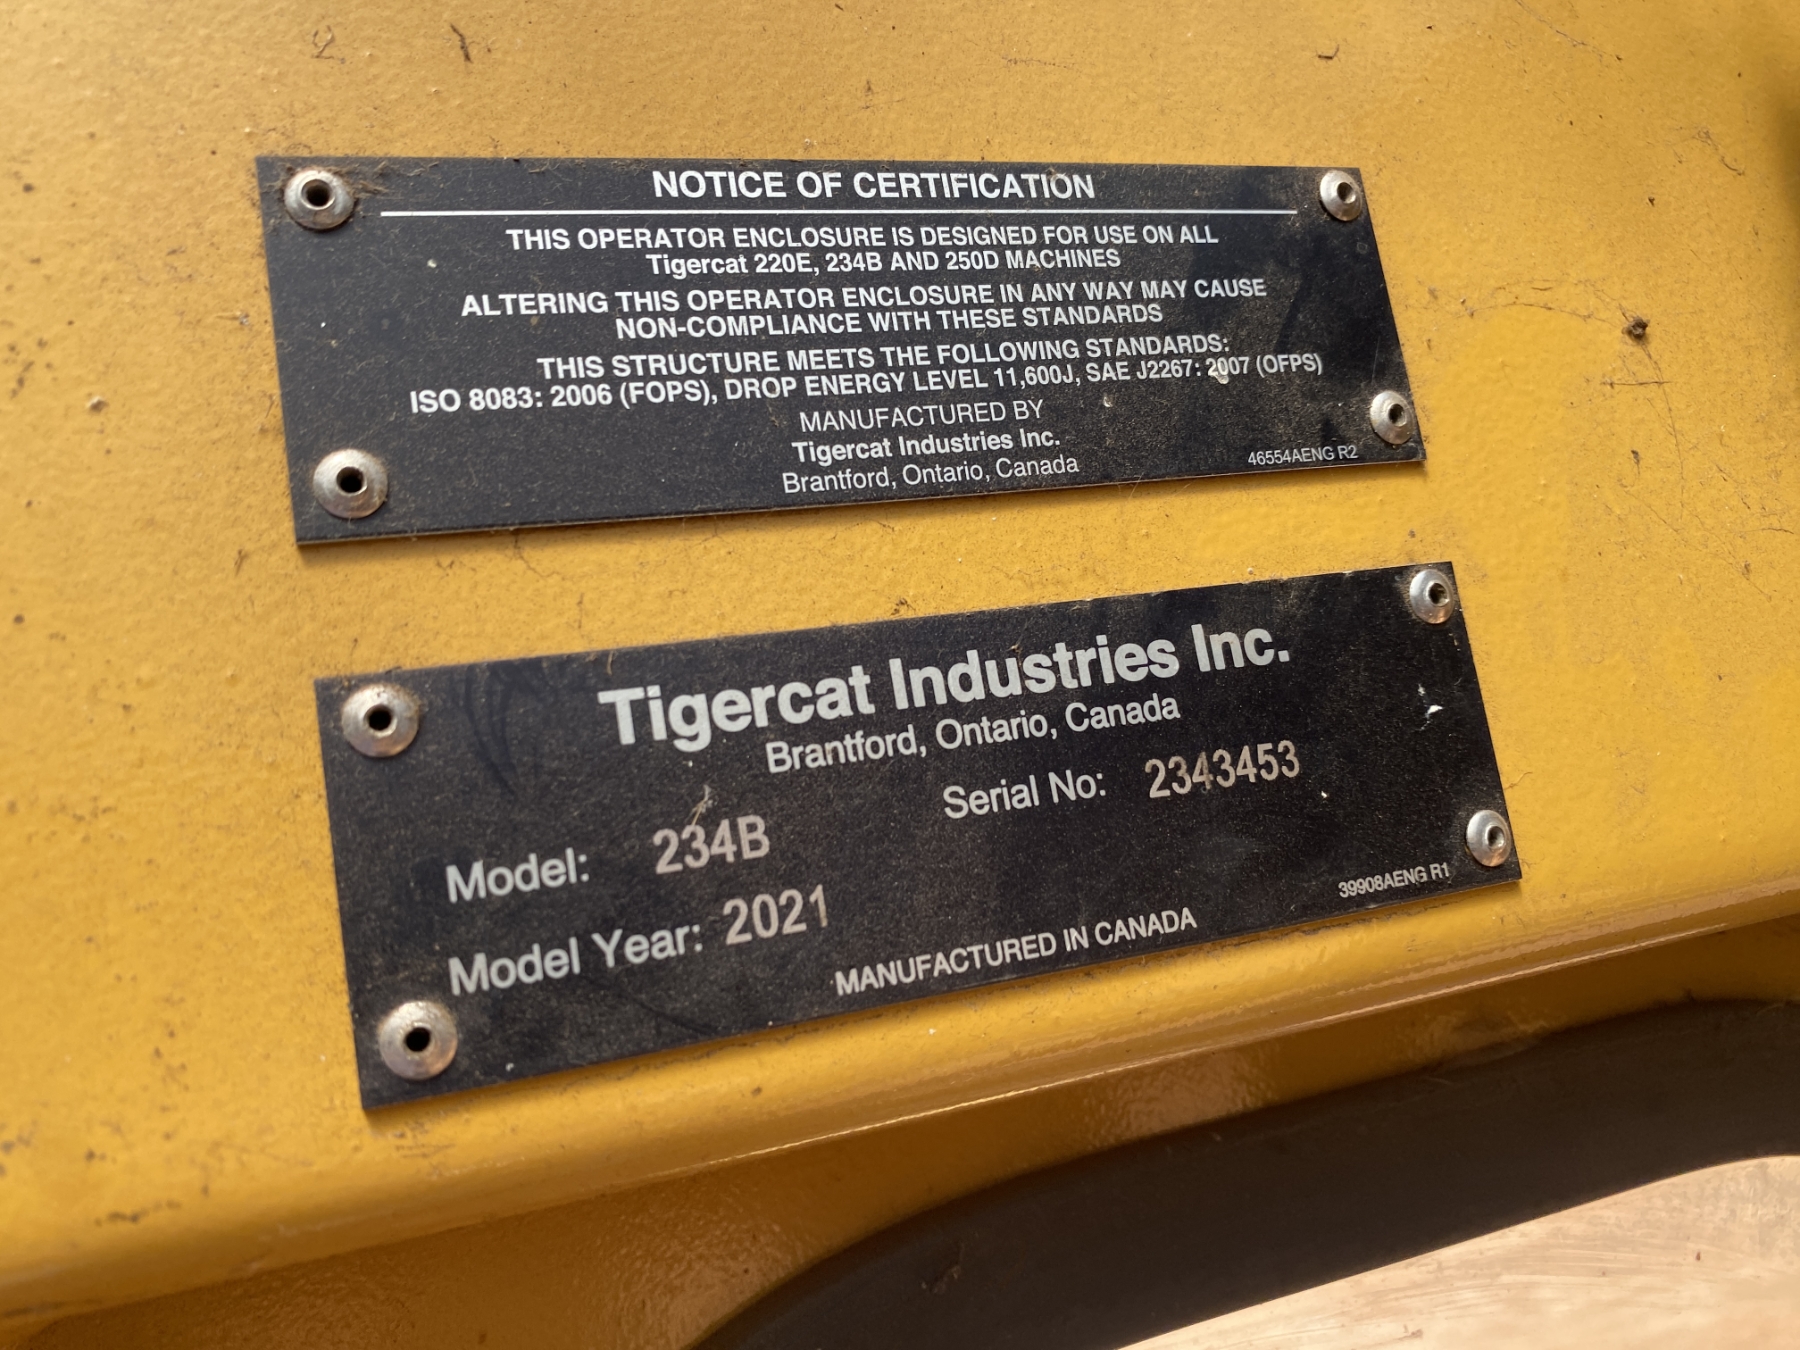 NOTICE OF CERTIFICATION
THIS OPERATOR ENCLOSURE IS DESIGNED FOR USE ON ALL
Tigercat 220E, 234B AND 250D MACHINES
ALTERING THIS OPERATOR ENCLOSURE IN ANY WAY MAY CAUSE
NON-COMPLIANCE WITH THESE STANDARDS
THIS STRUCTURE MEETS THE FOLLOWING STANDARDS:
ISO 8083: 2006 (FOPS), DROP ENERGY LEVEL 11,600J, SAE J2267: 2007 (OFPS)
MANUFACTURED BY
Tigercat Industries Inc.
Brantford, Ontario, Canada
46554AENG R2
Tigercat Industries Inc.
Brantford, Ontario, Canada
Model: 234B Serial No: 2343453
Model Year: 2021
MANUFACTURED IN CANADA
39908AENG R1